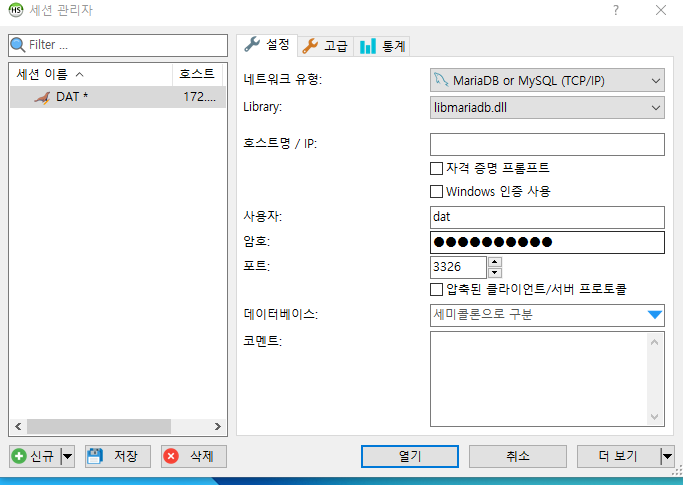 HS 세션 관리자
Filter ...
세션 이름 호스트
DAT * 172....
설정 고급 통계
네트워크 유형: MariaDB or MySQL (TCP/IP)
Library: libmariadb.dll
호스트명 / IP:
자격 증명 프롬프트
Windows 인증 사용
사용자: dat
암호: ●●●●●●●●●●
포트: 3326
압축된 클라이언트/서버 프로토콜
데이터베이스: 세미콜론으로 구분
코멘트:
신규 저장 삭제 열기 취소 더 보기